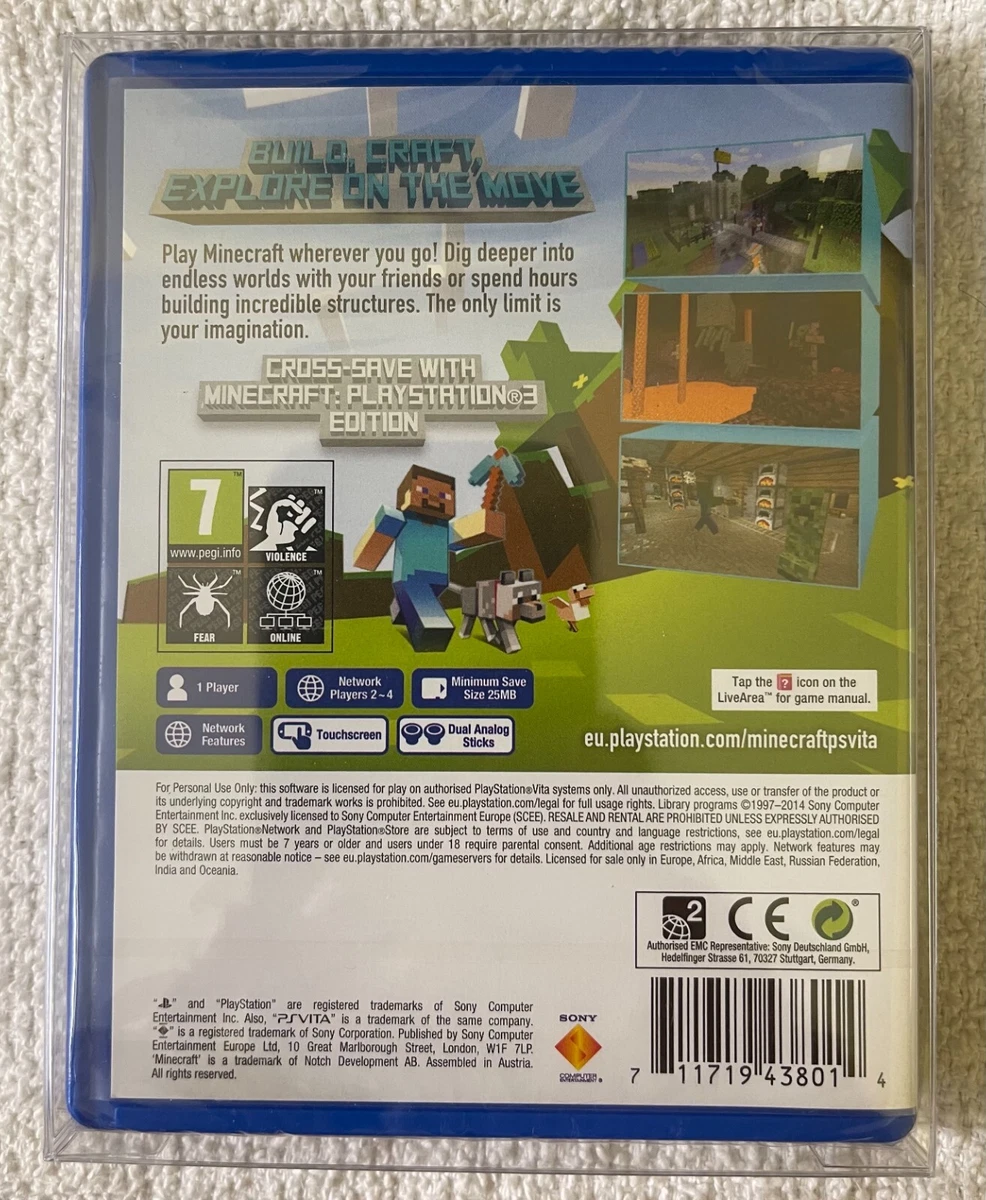 BUILD, CRAFT,
EXPLORE ON THE MOVE
Play Minecraft wherever you go! Dig deeper into
endless worlds with your friends or spend hours
building incredible structures. The only limit is
your imagination.
CROSS-SAVE WITH
MINECRAFT: PLAYSTATION®3
EDITION
7™
www.pegi.info
™
VIOLENCE
™
FEAR
™
ONLINE
1 Player
Network
Players 2~4
Minimum Save
Size 25MB
Network
Features
Touchscreen
Dual Analog
Sticks
Tap the ? icon on the
LiveArea™ for game manual.
eu.playstation.com/minecraftpsvita
For Personal Use Only: this software is licensed for play on authorised PlayStation®Vita systems only. All unauthorized access, use or transfer of the product or
its underlying copyright and trademark works is prohibited. See eu.playstation.com/legal for full usage rights. Library programs ©1997–2014 Sony Computer
Entertainment Inc. exclusively licensed to Sony Computer Entertainment Europe (SCEE). RESALE AND RENTAL ARE PROHIBITED UNLESS EXPRESSLY AUTHORISED
BY SCEE. PlayStation®Network and PlayStation®Store are subject to terms of use and country and language restrictions, see eu.playstation.com/legal
for details. Users must be 7 years or older and users under 18 require parental consent. Additional age restrictions may apply. Network features may
be withdrawn at reasonable notice – see eu.playstation.com/gameservers for details. Licensed for sale only in Europe, Africa, Middle East, Russian Federation,
India and Oceania.
2 CE ®
Authorised EMC Representative: Sony Deutschland GmbH,
Hedelfinger Strasse 61, 70327 Stuttgart, Germany.
“ ” and “PlayStation” are registered trademarks of Sony Computer
Entertainment Inc. Also, “PSVITA” is a trademark of the same company.
“ ” is a registered trademark of Sony Corporation. Published by Sony Computer
Entertainment Europe Ltd, 10 Great Marlborough Street, London, W1F 7LP.
‘Minecraft’ is a trademark of Notch Development AB. Assembled in Austria.
All rights reserved.
SONY
COMPUTER
ENTERTAINMENT ®
7 11719 43801 4